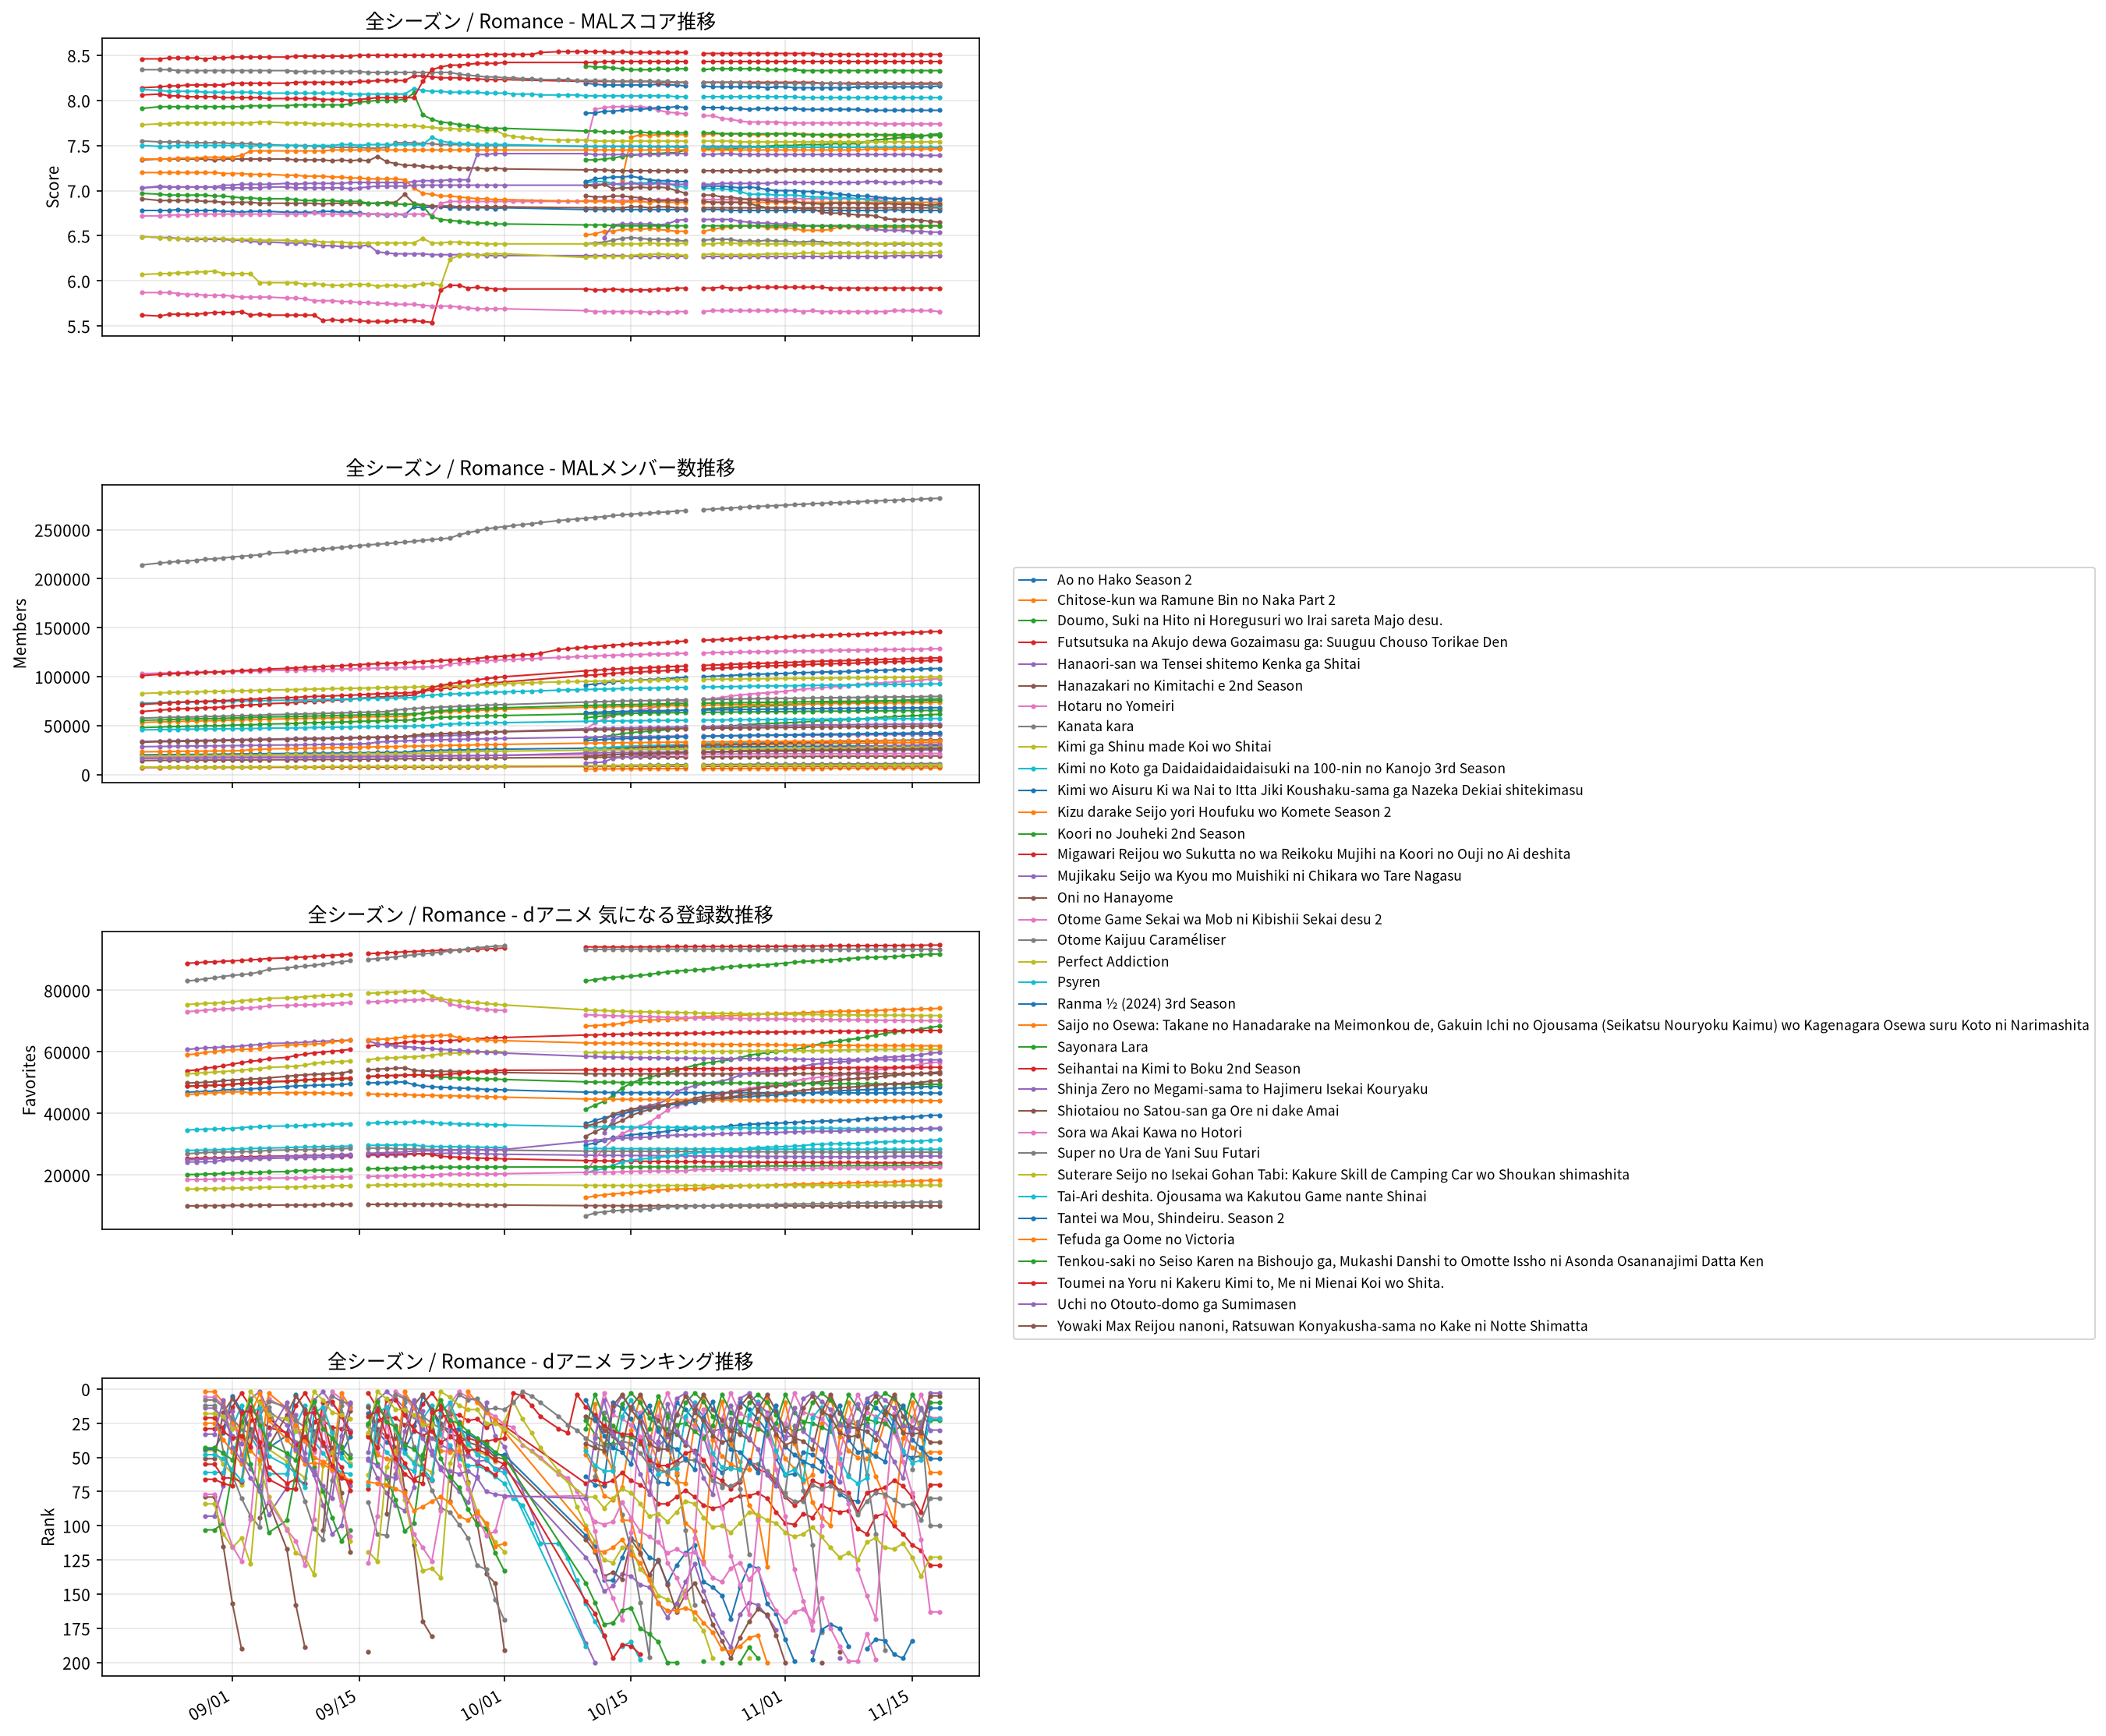 全シーズン / Romance - MALスコア推移
8.5
8.0
7.5
7.0
6.5
6.0
5.5
Score
全シーズン / Romance - MALメンバー数推移
250000
200000
150000
100000
50000
0
Members
全シーズン / Romance - dアニメ 気になる登録数推移
80000
60000
40000
20000
Favorites
全シーズン / Romance - dアニメ ランキング推移
0
25
50
75
100
125
150
175
200
Rank
09/01
09/15
10/01
10/15
11/01
11/15
Ao no Hako Season 2
Chitose-kun wa Ramune Bin no Naka Part 2
Doumo, Suki na Hito ni Horegusuri wo Irai sareta Majo desu.
Futsutsuka na Akujo dewa Gozaimasu ga: Suuguu Chouso Torikae Den
Hanaori-san wa Tensei shitemo Kenka ga Shitai
Hanazakari no Kimitachi e 2nd Season
Hotaru no Yomeiri
Kanata kara
Kimi ga Shinu made Koi wo Shitai
Kimi no Koto ga Daidaidaidaidaisuki na 100-nin no Kanojo 3rd Season
Kimi wo Aisuru Ki wa Nai to Itta Jiki Koushaku-sama ga Nazeka Dekiai shitekimasu
Kizu darake Seijo yori Houfuku wo Komete Season 2
Koori no Jouheki 2nd Season
Migawari Reijou wo Sukutta no wa Reikoku Mujihi na Koori no Ouji no Ai deshita
Mujikaku Seijo wa Kyou mo Muishiki ni Chikara wo Tare Nagasu
Oni no Hanayome
Otome Game Sekai wa Mob ni Kibishii Sekai desu 2
Otome Kaijuu Caraméliser
Perfect Addiction
Psyren
Ranma ½ (2024) 3rd Season
Saijo no Osewa: Takane no Hanadarake na Meimonkou de, Gakuin Ichi no Ojousama (Seikatsu Nouryoku Kaimu) wo Kagenagara Osewa suru Koto ni Narimashita
Sayonara Lara
Seihantai na Kimi to Boku 2nd Season
Shinja Zero no Megami-sama to Hajimeru Isekai Kouryaku
Shiotaiou no Satou-san ga Ore ni dake Amai
Sora wa Akai Kawa no Hotori
Super no Ura de Yani Suu Futari
Suterare Seijo no Isekai Gohan Tabi: Kakure Skill de Camping Car wo Shoukan shimashita
Tai-Ari deshita. Ojousama wa Kakutou Game nante Shinai
Tantei wa Mou, Shindeiru. Season 2
Tefuda ga Oome no Victoria
Tenkou-saki no Seiso Karen na Bishoujo ga, Mukashi Danshi to Omotte Issho ni Asonda Osananajimi Datta Ken
Toumei na Yoru ni Kakeru Kimi to, Me ni Mienai Koi wo Shita.
Uchi no Otouto-domo ga Sumimasen
Yowaki Max Reijou nanoni, Ratsuwan Konyakusha-sama no Kake ni Notte Shimatta